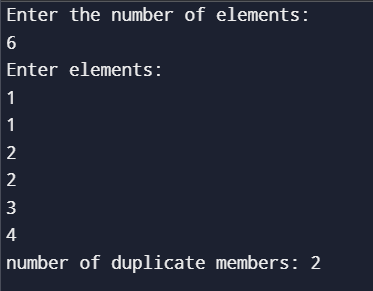 Enter the number of elements:
6
Enter elements:
1
1
2
2
3
4
number of duplicate members: 2